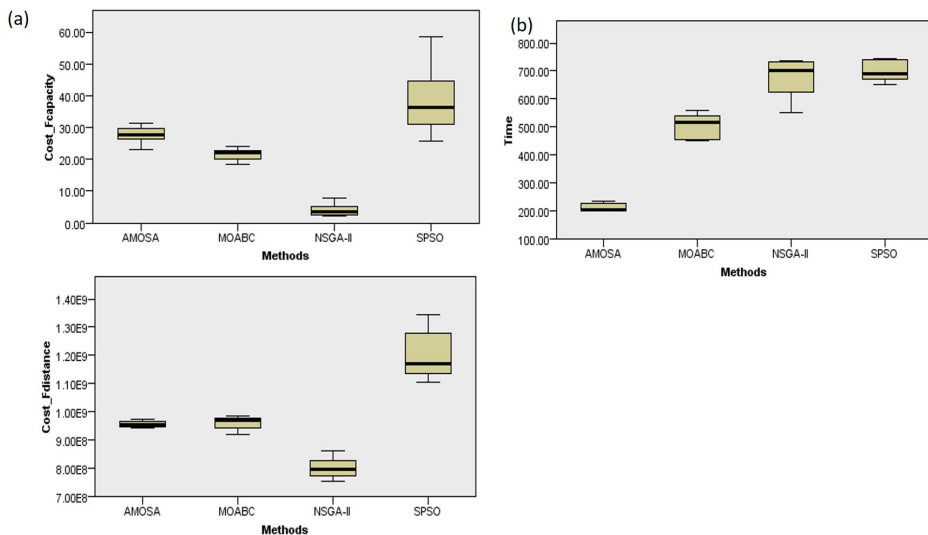 (a)
60.00
50.00
40.00
30.00
20.00
10.00
0.00
Cost_Fcapacity
AMOSA MOABC NSGA-II SPSO
Methods
1.40E9
1.30E9
1.20E9
1.10E9
1.00E9
9.00E8
8.00E8
7.00E8
Cost_Fdistance
AMOSA MOABC NSGA-II SPSO
Methods
(b)
800.00
700.00
600.00
500.00
400.00
300.00
200.00
100.00
Time
AMOSA MOABC NSGA-II SPSO
Methods